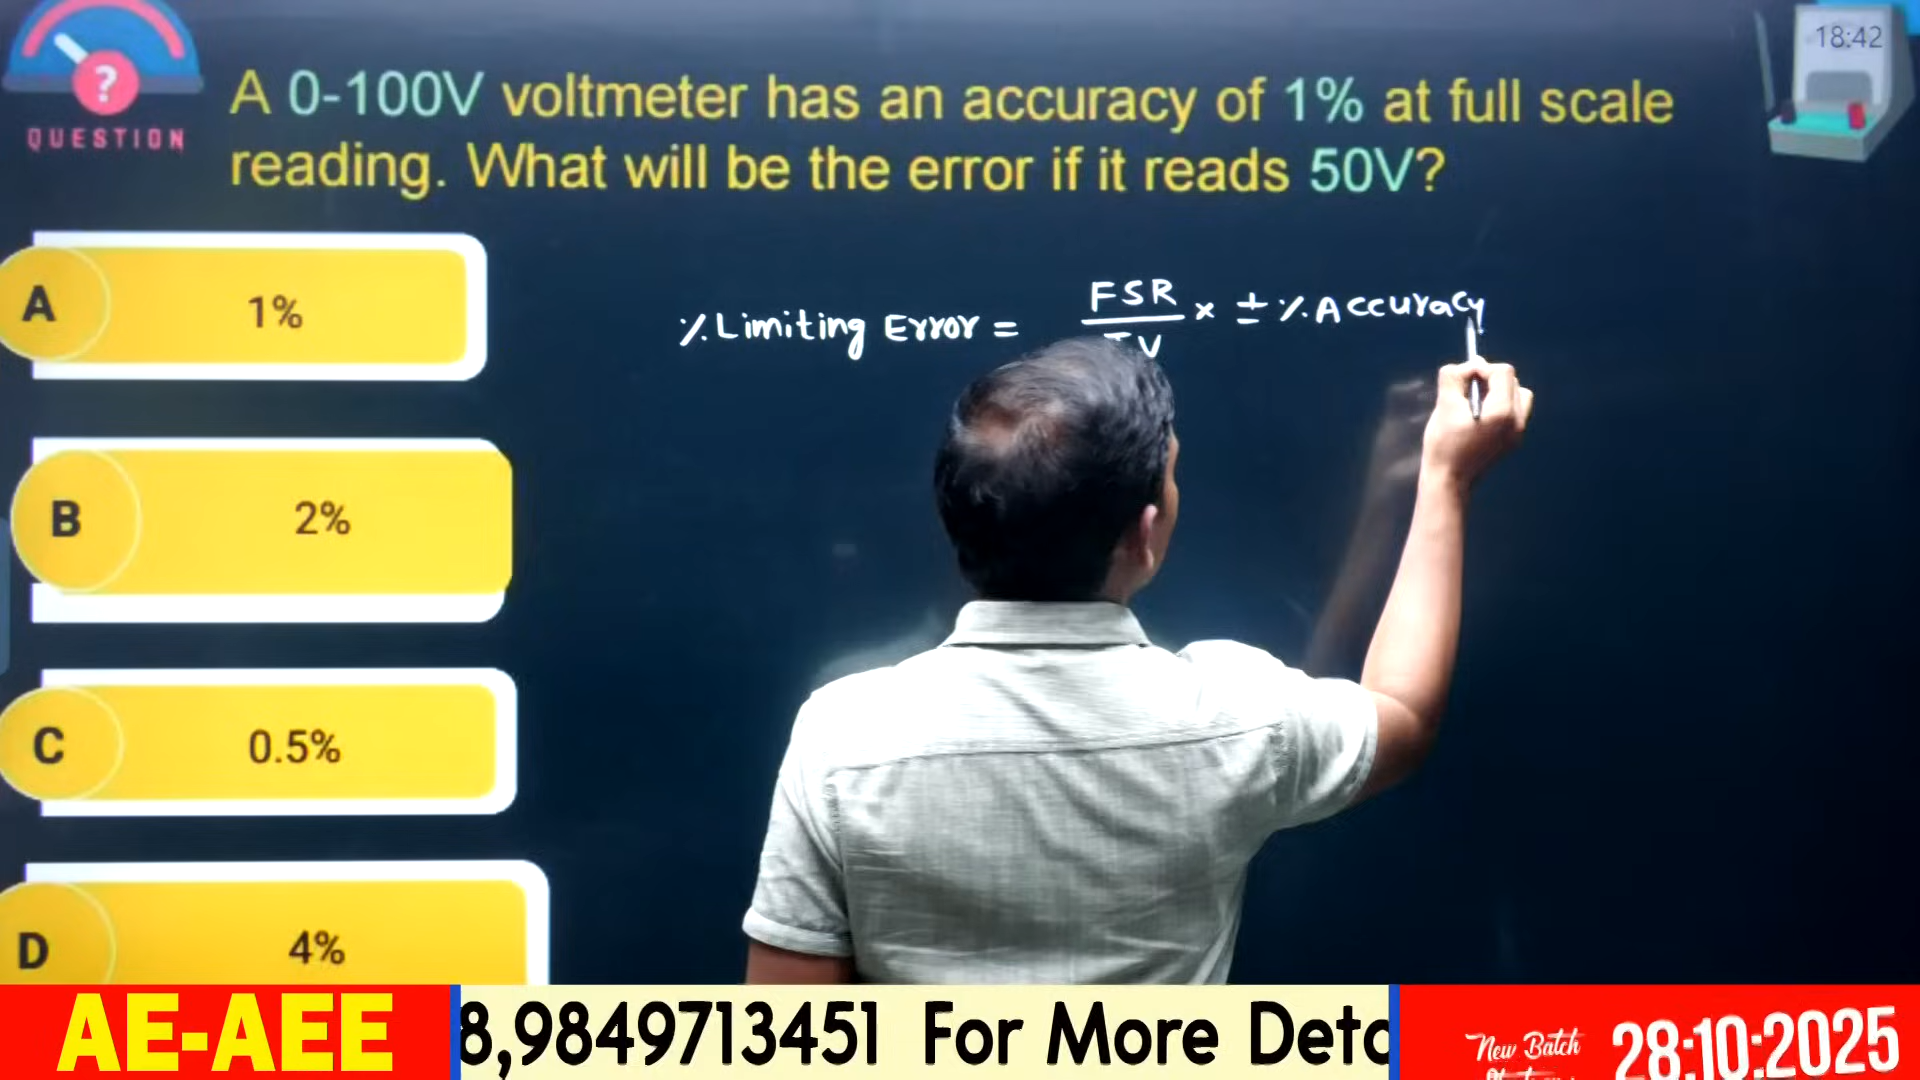 ?
QUESTION
18:42
A 0-100V voltmeter has an accuracy of 1% at full scale
reading. What will be the error if it reads 50V?
A 1%
B 2%
C 0.5%
D 4%
% Limiting Error = FSR × ± % Accuracy
AE-AEE
8,9849713451 For More Deta
New Batch
28:10:2025